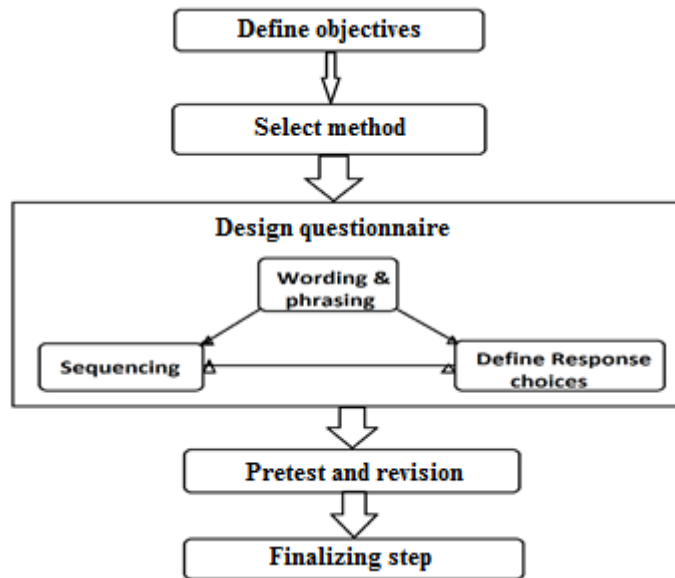 Define objectives
Select method
Design questionnaire
Wording &
phrasing
Sequencing
Define Response
choices
Pretest and revision
Finalizing step